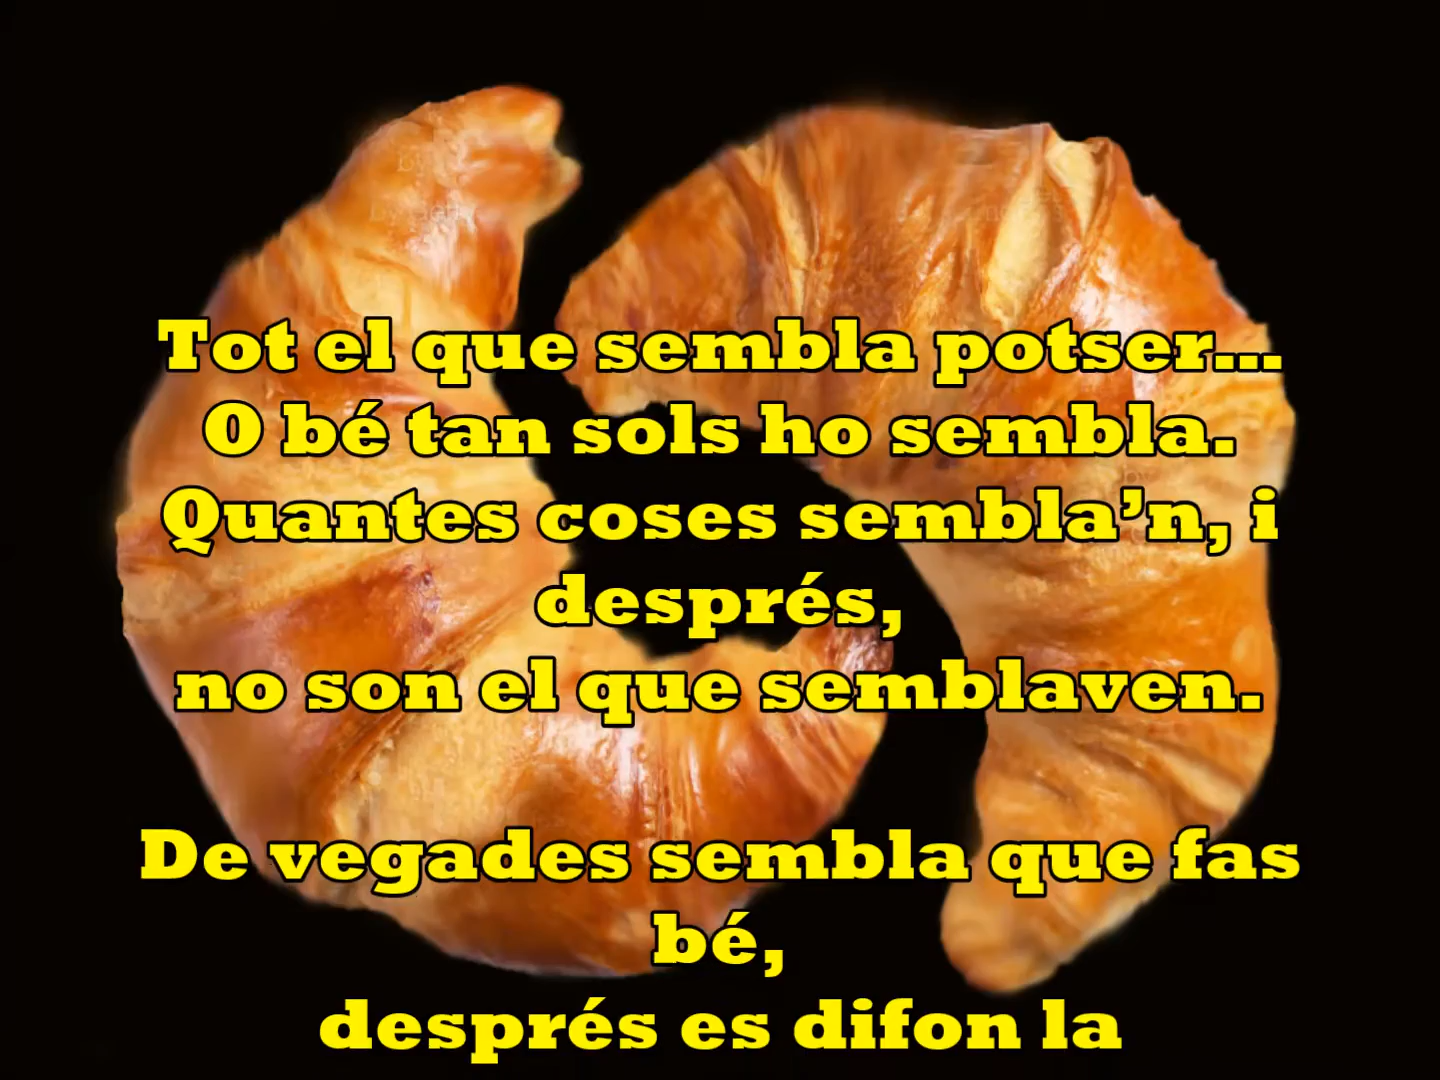 Tot el que sembla potser...
O bé tan sols ho sembla.
Quantes coses sembla’n, i
després,
no son el que semblaven.
De vegades sembla que fas
bé,
després es difon la